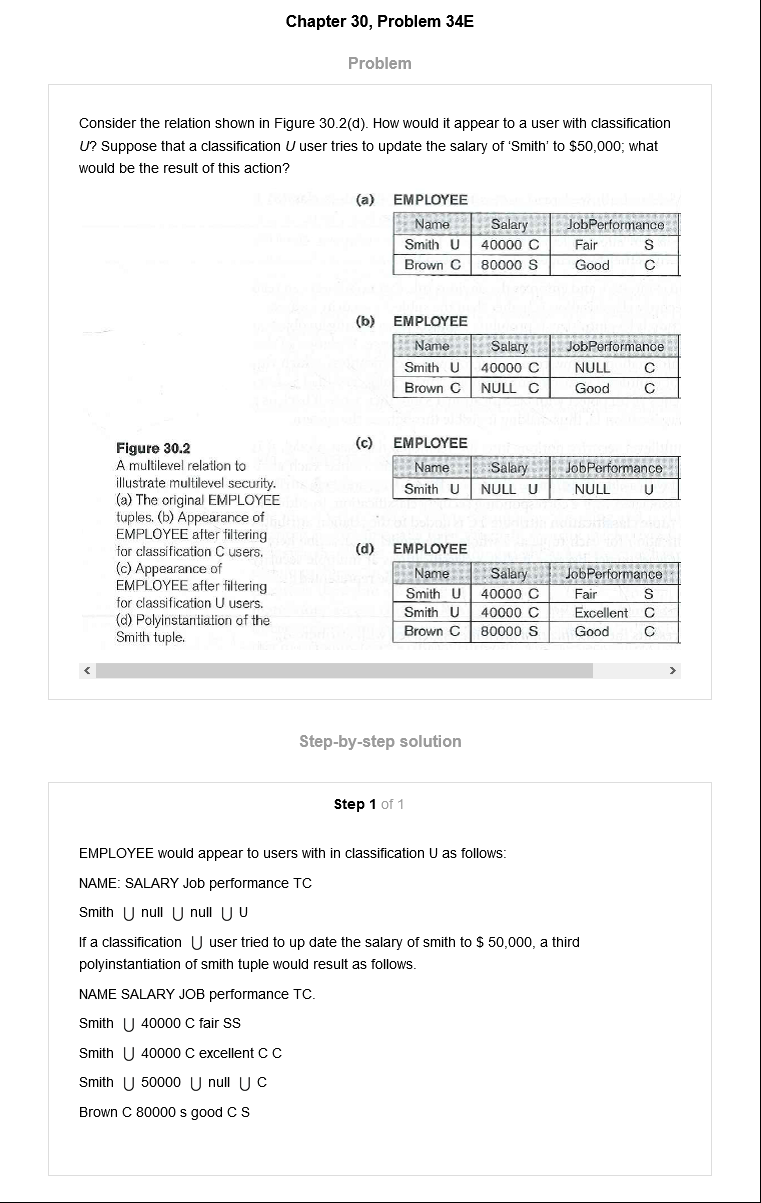 Chapter 30, Problem 34E
Problem
Consider the relation shown in Figure 30.2(d). How would it appear to a user with classification
U? Suppose that a classification U user tries to update the salary of ‘Smith’ to $50,000; what
would be the result of this action?
(a) EMPLOYEE
Name Salary JobPerformance
Smith U 40000 C Fair S
Brown C 80000 S Good C
(b) EMPLOYEE
Name Salary JobPerformance
Smith U 40000 C NULL C
Brown C NULL C Good C
(c) EMPLOYEE
Name Salary JobPerformance
Smith U NULL U NULL U
(d) EMPLOYEE
Name Salary JobPerformance
Smith U 40000 C Fair S
Smith U 40000 C Excellent C
Brown C 80000 S Good C
Figure 30.2
A multilevel relation to
illustrate multilevel security.
(a) The original EMPLOYEE
tuples. (b) Appearance of
EMPLOYEE after filtering
for classification C users.
(c) Appearance of
EMPLOYEE after filtering
for classification U users.
(d) Polyinstantiation of the
Smith tuple.
Step-by-step solution
Step 1 of 1
EMPLOYEE would appear to users with in classification U as follows:
NAME: SALARY Job performance TC
Smith ⋃ null ⋃ null ⋃ U
If a classification ⋃ user tried to up date the salary of smith to $ 50,000, a third
polyinstantiation of smith tuple would result as follows.
NAME SALARY JOB performance TC.
Smith ⋃ 40000 C fair SS
Smith ⋃ 40000 C excellent C C
Smith ⋃ 50000 ⋃ null ⋃ C
Brown C 80000 s good C S